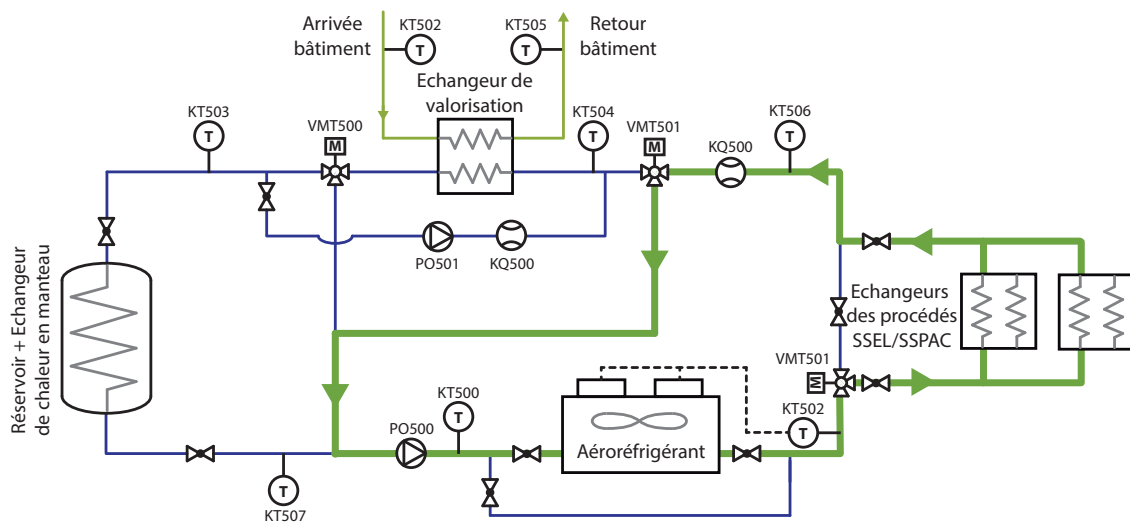 Arrivée
bâtiment
KT502
T
KT505
T
Retour
bâtiment
Echangeur de
valorisation
KT503
T
VMT500
M
KT504
T
VMT501
M
KQ500
KT506
T
PO501
KQ500
Réservoir + Echangeur
de chaleur en manteau
Echangeurs
des procédés
SSEL/SSPAC
VMT501
M
KT500
T
PO500
KT502
T
Aéroréfrigérant
T
KT507